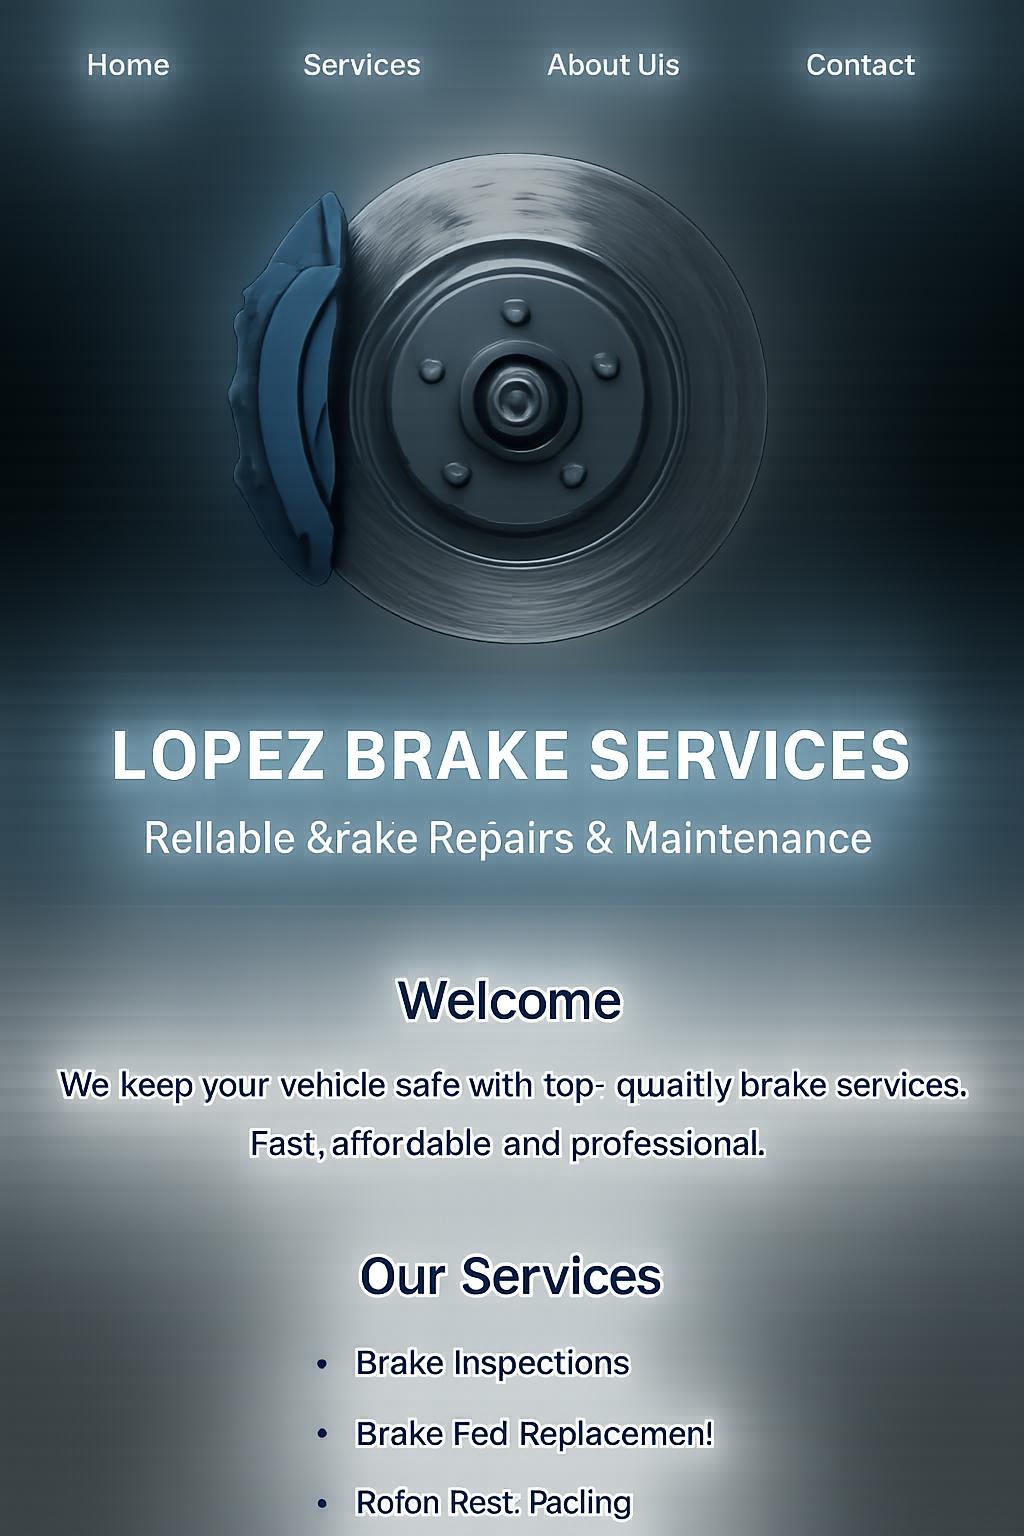 Home Services About Uis Contact
LOPEZ BRAKE SERVICES
Rellable &rake Repairs & Maintenance
Welcome
We keep your vehicle safe with top- quaitly brake services.
Fast, affordable and professional.
Our Services
• Brake Inspections
• Brake Fed Replacemen!
• Rofon Rest. Pacling